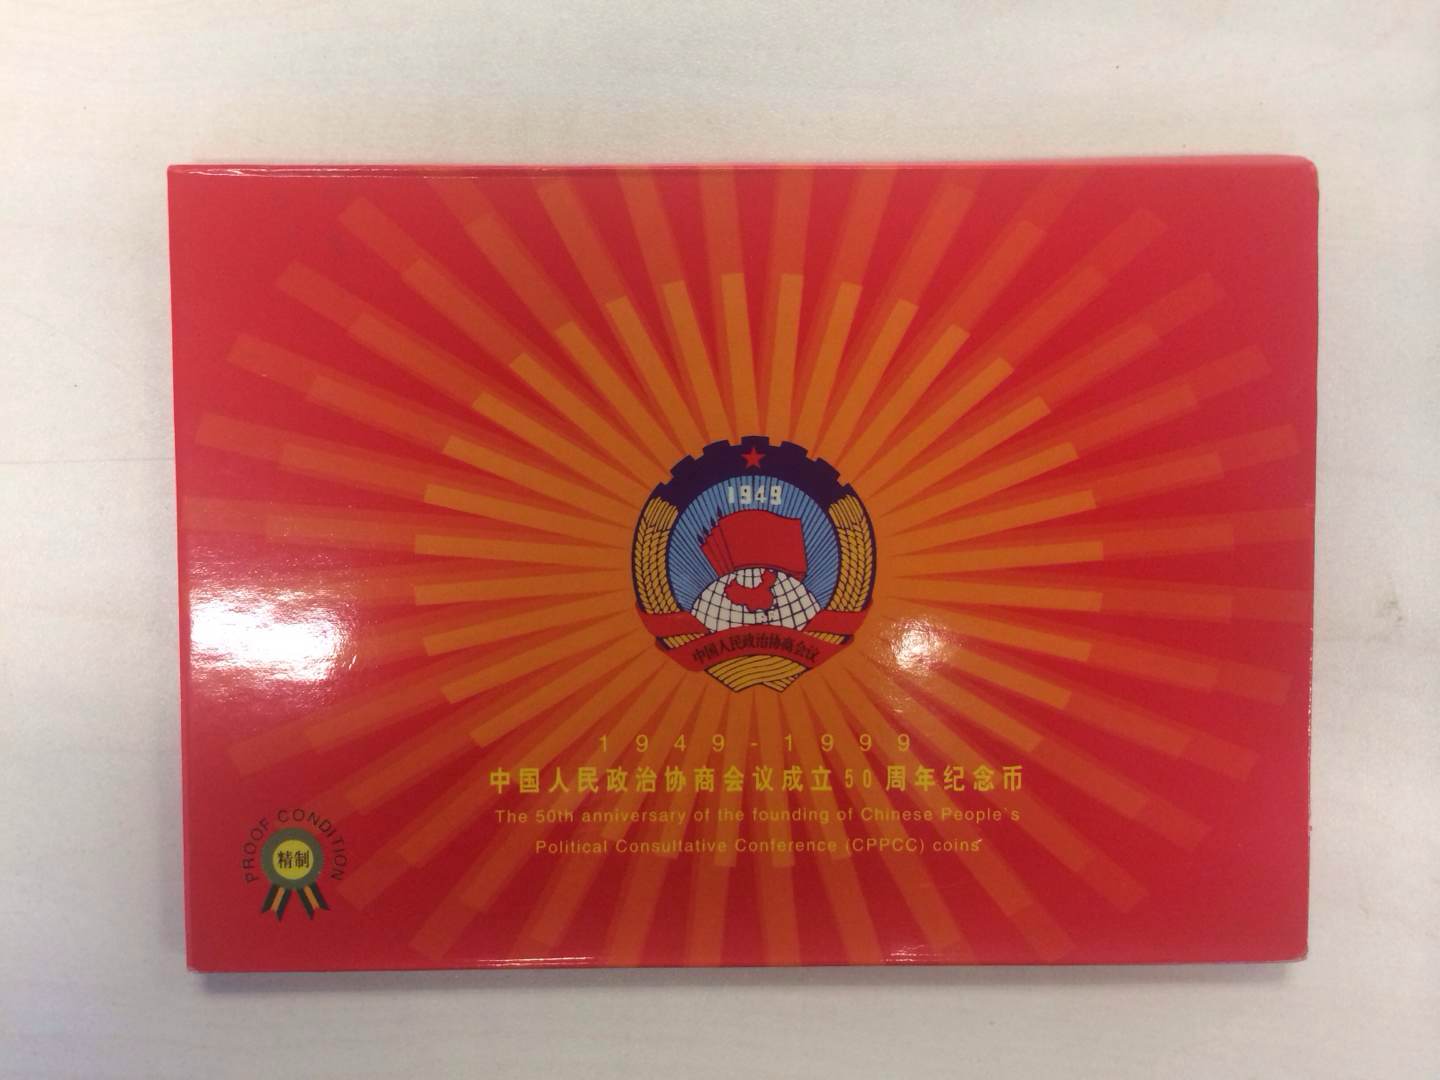 1949
中国人民政治协商会议
1949-1999
中国人民政治协商会议成立50周年纪念币
The 50th anniversary of the founding of Chinese People's
Political Consultative Conference (CPPCC) coins
PROOF CONDITION
精制